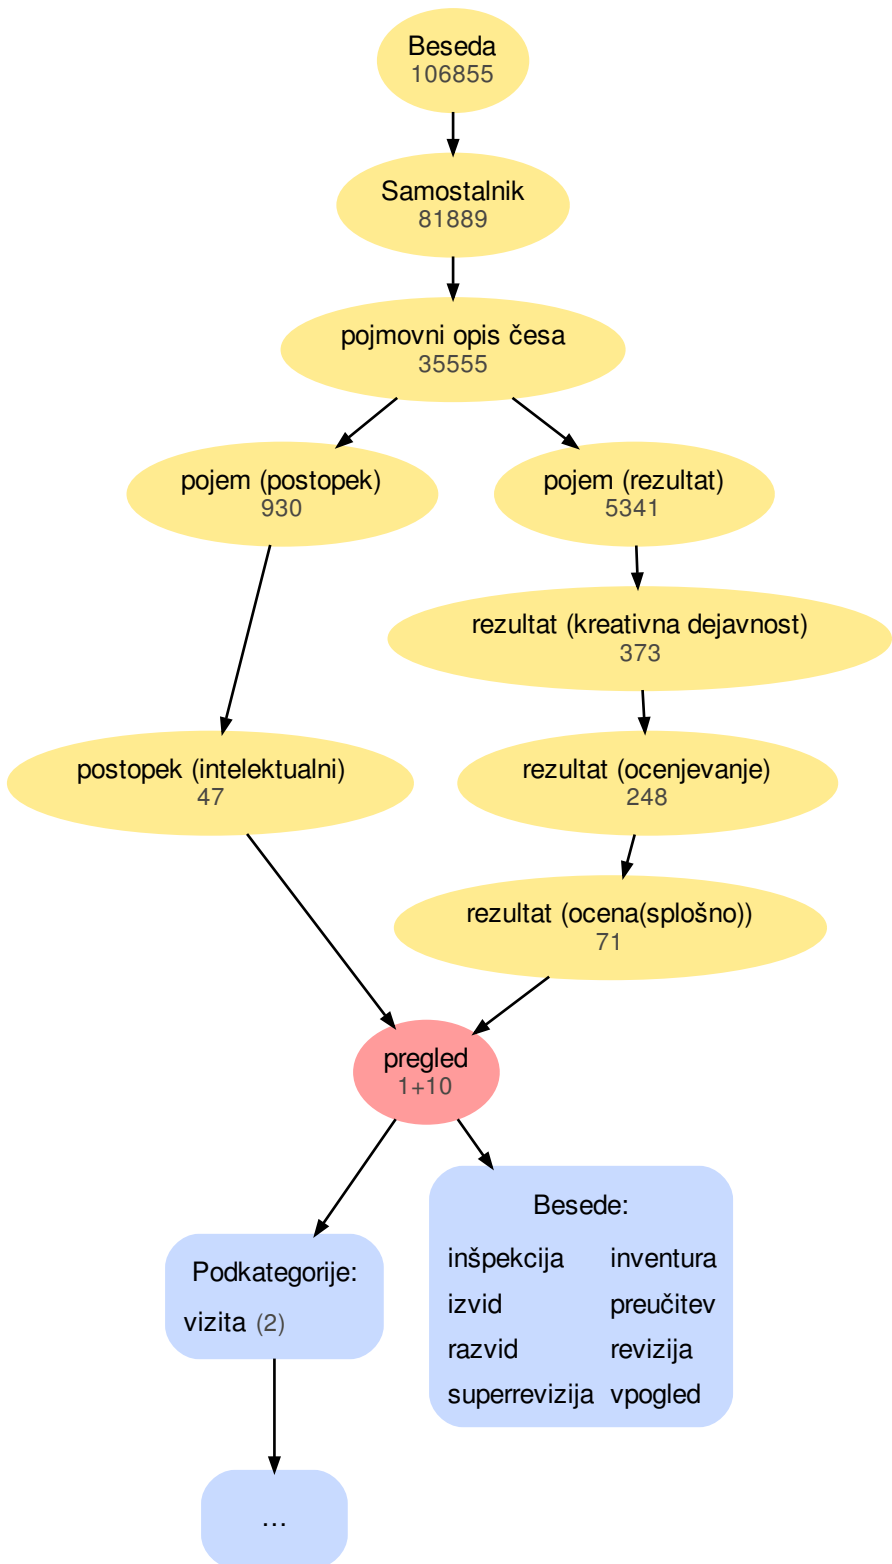 Beseda
106855
Samostalnik
81889
pojmovni opis česa
35555
pojem (postopek)
930
pojem (rezultat)
5341
rezultat (kreativna dejavnost)
373
postopek (intelektualni)
47
rezultat (ocenjevanje)
248
rezultat (ocena(splošno))
71
pregled
1+10
Podkategorije:
vizita (2)
Besede:
inšpekcija inventura
izvid preučitev
razvid revizija
superrevizija vpogled
…